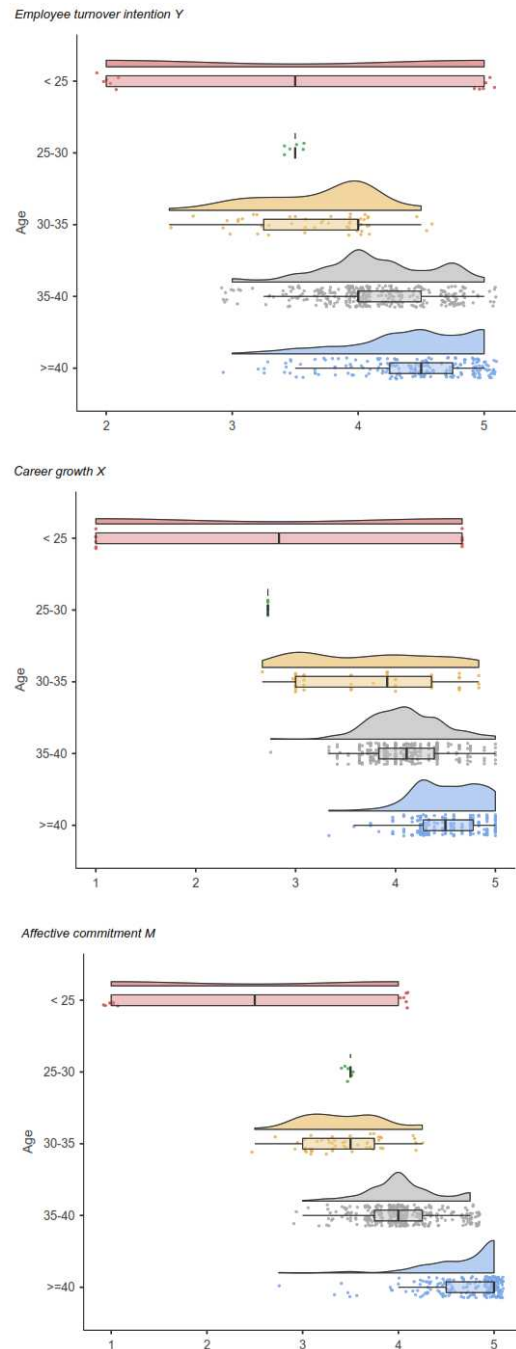 Employee turnover intention Y
Age
< 25
25-30
30-35
35-40
>=40
2 3 4 5
Career growth X
Age
< 25
25-30
30-35
35-40
>=40
1 2 3 4 5
Affective commitment M
Age
< 25
25-30
30-35
35-40
>=40
1 2 3 4 5